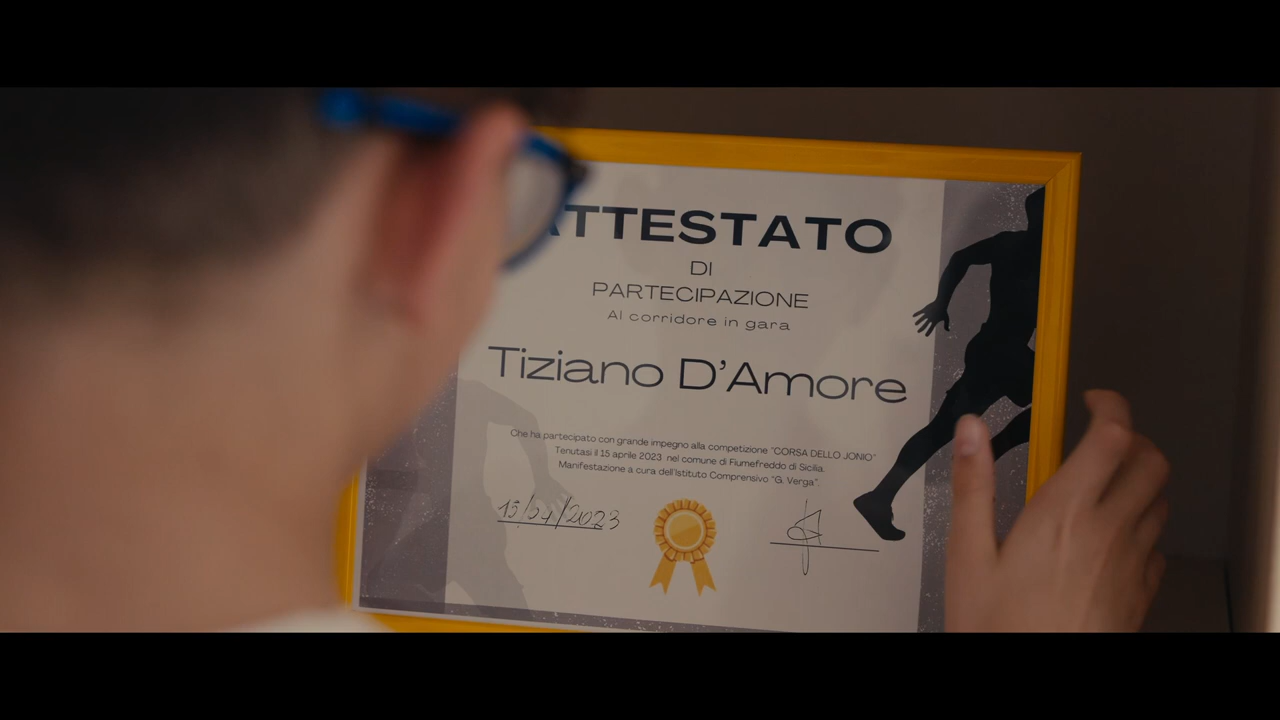 ATTESTATO
DI
PARTECIPAZIONE
Al corridore in gara
Tiziano D'Amore
Che ha partecipato con grande impegno alla competizione "CORSA DELLO JONIO"
Tenutasi il 15 aprile 2023 nel comune di Fiumefreddo di Sicilia.
Manifestazione a cura dell'Istituto Comprensivo "G. Verga".
15/04/2023